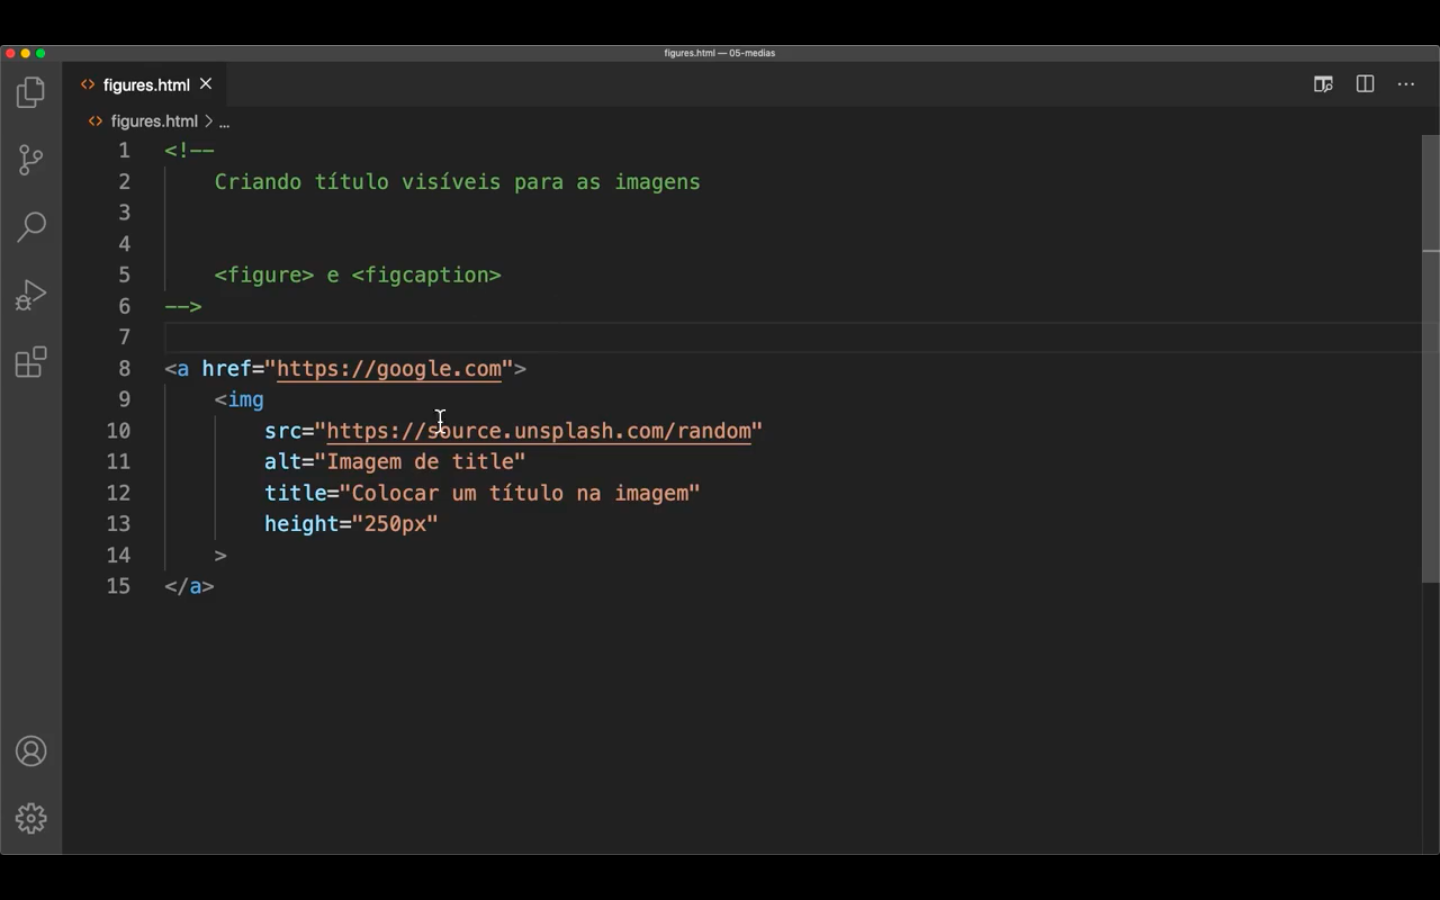 figures.html — 05-medias
figures.html
figures.html > ...
1 <!--
2 Criando título visíveis para as imagens
3
4
5 <figure> e <figcaption>
6 -->
7
8 <a href="https://google.com">
9 <img
10 src="https://source.unsplash.com/random"
11 alt="Imagem de title"
12 title="Colocar um título na imagem"
13 height="250px"
14 >
15 </a>